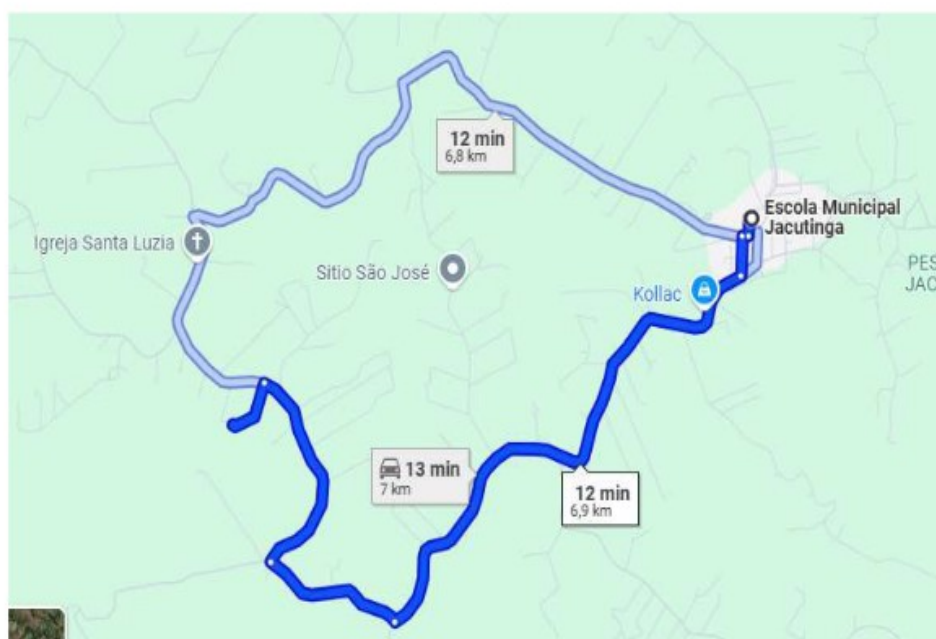 12 min
6,8 km
Escola Municipal
Jacutinga
Igreja Santa Luzia
Sitio São José
PES
JAC
Kollac
13 min
7 km
12 min
6,9 km